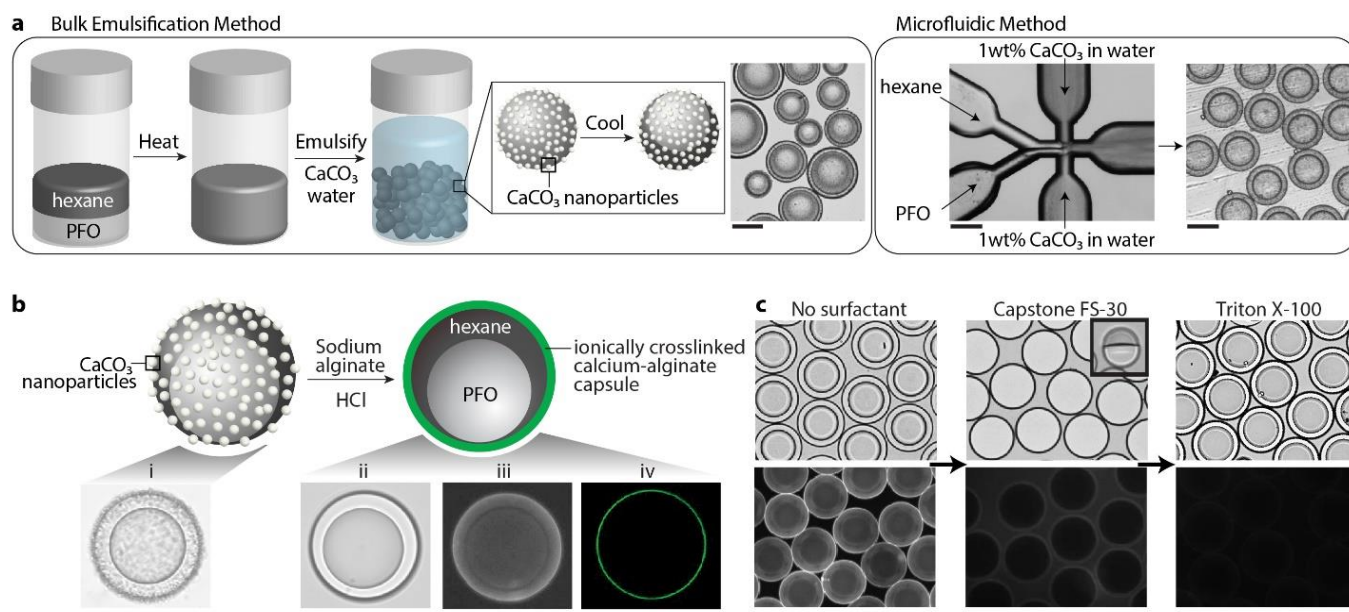 a
Bulk Emulsification Method
Microfluidic Method
Heat
Emulsify
CaCO₃
water
hexane
PFO
Cool
CaCO₃ nanoparticles
1wt% CaCO₃ in water
hexane
PFO
1wt% CaCO₃ in water
b
CaCO₃
nanoparticles
Sodium
alginate
HCl
hexane
PFO
ionically crosslinked
calcium-alginate
capsule
i
ii
iii
iv
c
No surfactant
Capstone FS-30
Triton X-100